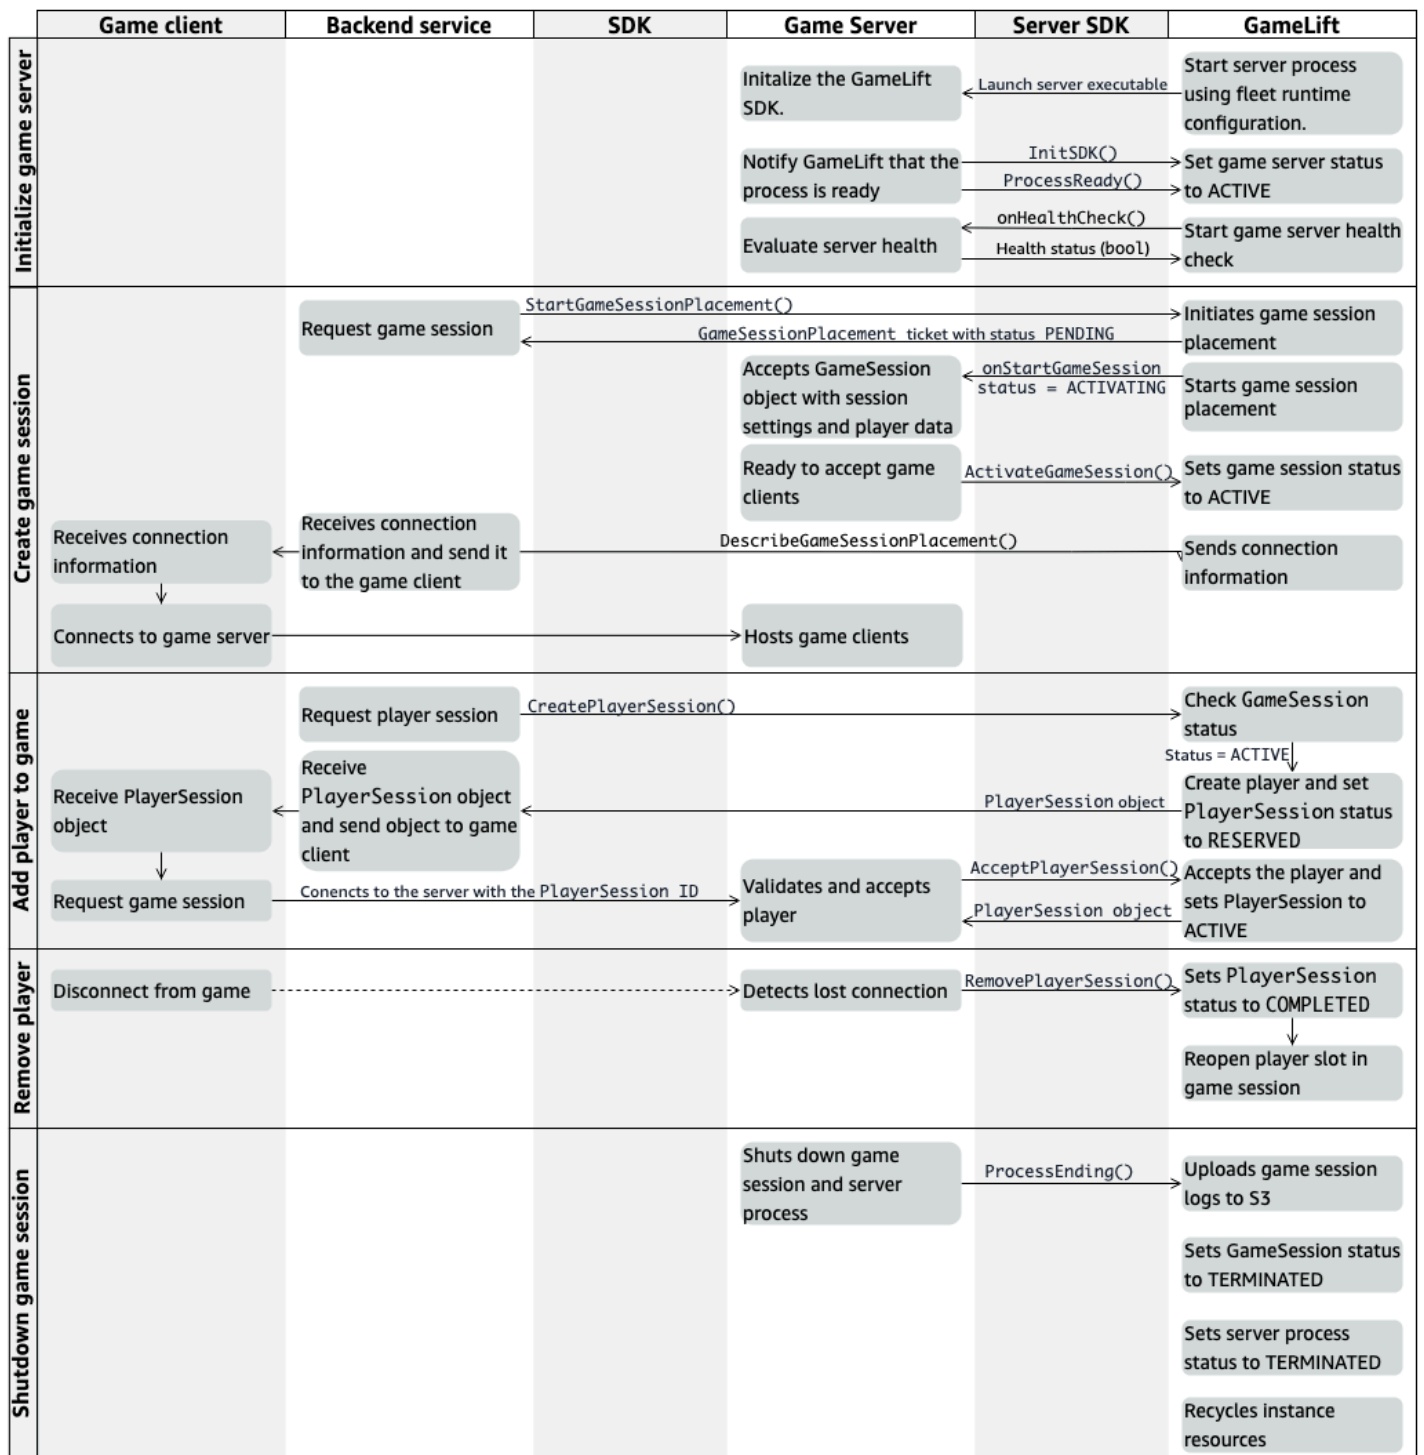 Game client
Backend service
SDK
Game Server
Server SDK
GameLift
Initialize game server
Initalize the GameLift
SDK.
Launch server executable
Start server process
using fleet runtime
configuration.
Notify GameLift that the
process is ready
InitSDK()
ProcessReady()
Set game server status
to ACTIVE
Evaluate server health
onHealthCheck()
Health status (bool)
Start game server health
check
Create game session
Request game session
StartGameSessionPlacement()
GameSessionPlacement ticket with status PENDING
Initiates game session
placement
Accepts GameSession
object with session
settings and player data
onStartGameSession
status = ACTIVATING
Starts game session
placement
Ready to accept game
clients
ActivateGameSession()
Sets game session status
to ACTIVE
Receives connection
information
Receives connection
information and send it
to the game client
DescribeGameSessionPlacement()
Sends connection
information
Connects to game server
Hosts game clients
Add player to game
Request player session
CreatePlayerSession()
Check GameSession
status
Status = ACTIVE
Receive PlayerSession
object
Receive
PlayerSession object
and send object to game
client
PlayerSession object
Create player and set
PlayerSession status
to RESERVED
Request game session
Conencts to the server with the PlayerSession ID
Validates and accepts
player
AcceptPlayerSession()
PlayerSession object
Accepts the player and
sets PlayerSession to
ACTIVE
Remove player
Disconnect from game
Detects lost connection
RemovePlayerSession()
Sets PlayerSession
status to COMPLETED
Reopen player slot in
game session
Shutdown game session
Shuts down game
session and server
process
ProcessEnding()
Uploads game session
logs to S3
Sets GameSession status
to TERMINATED
Sets server process
status to TERMINATED
Recycles instance
resources